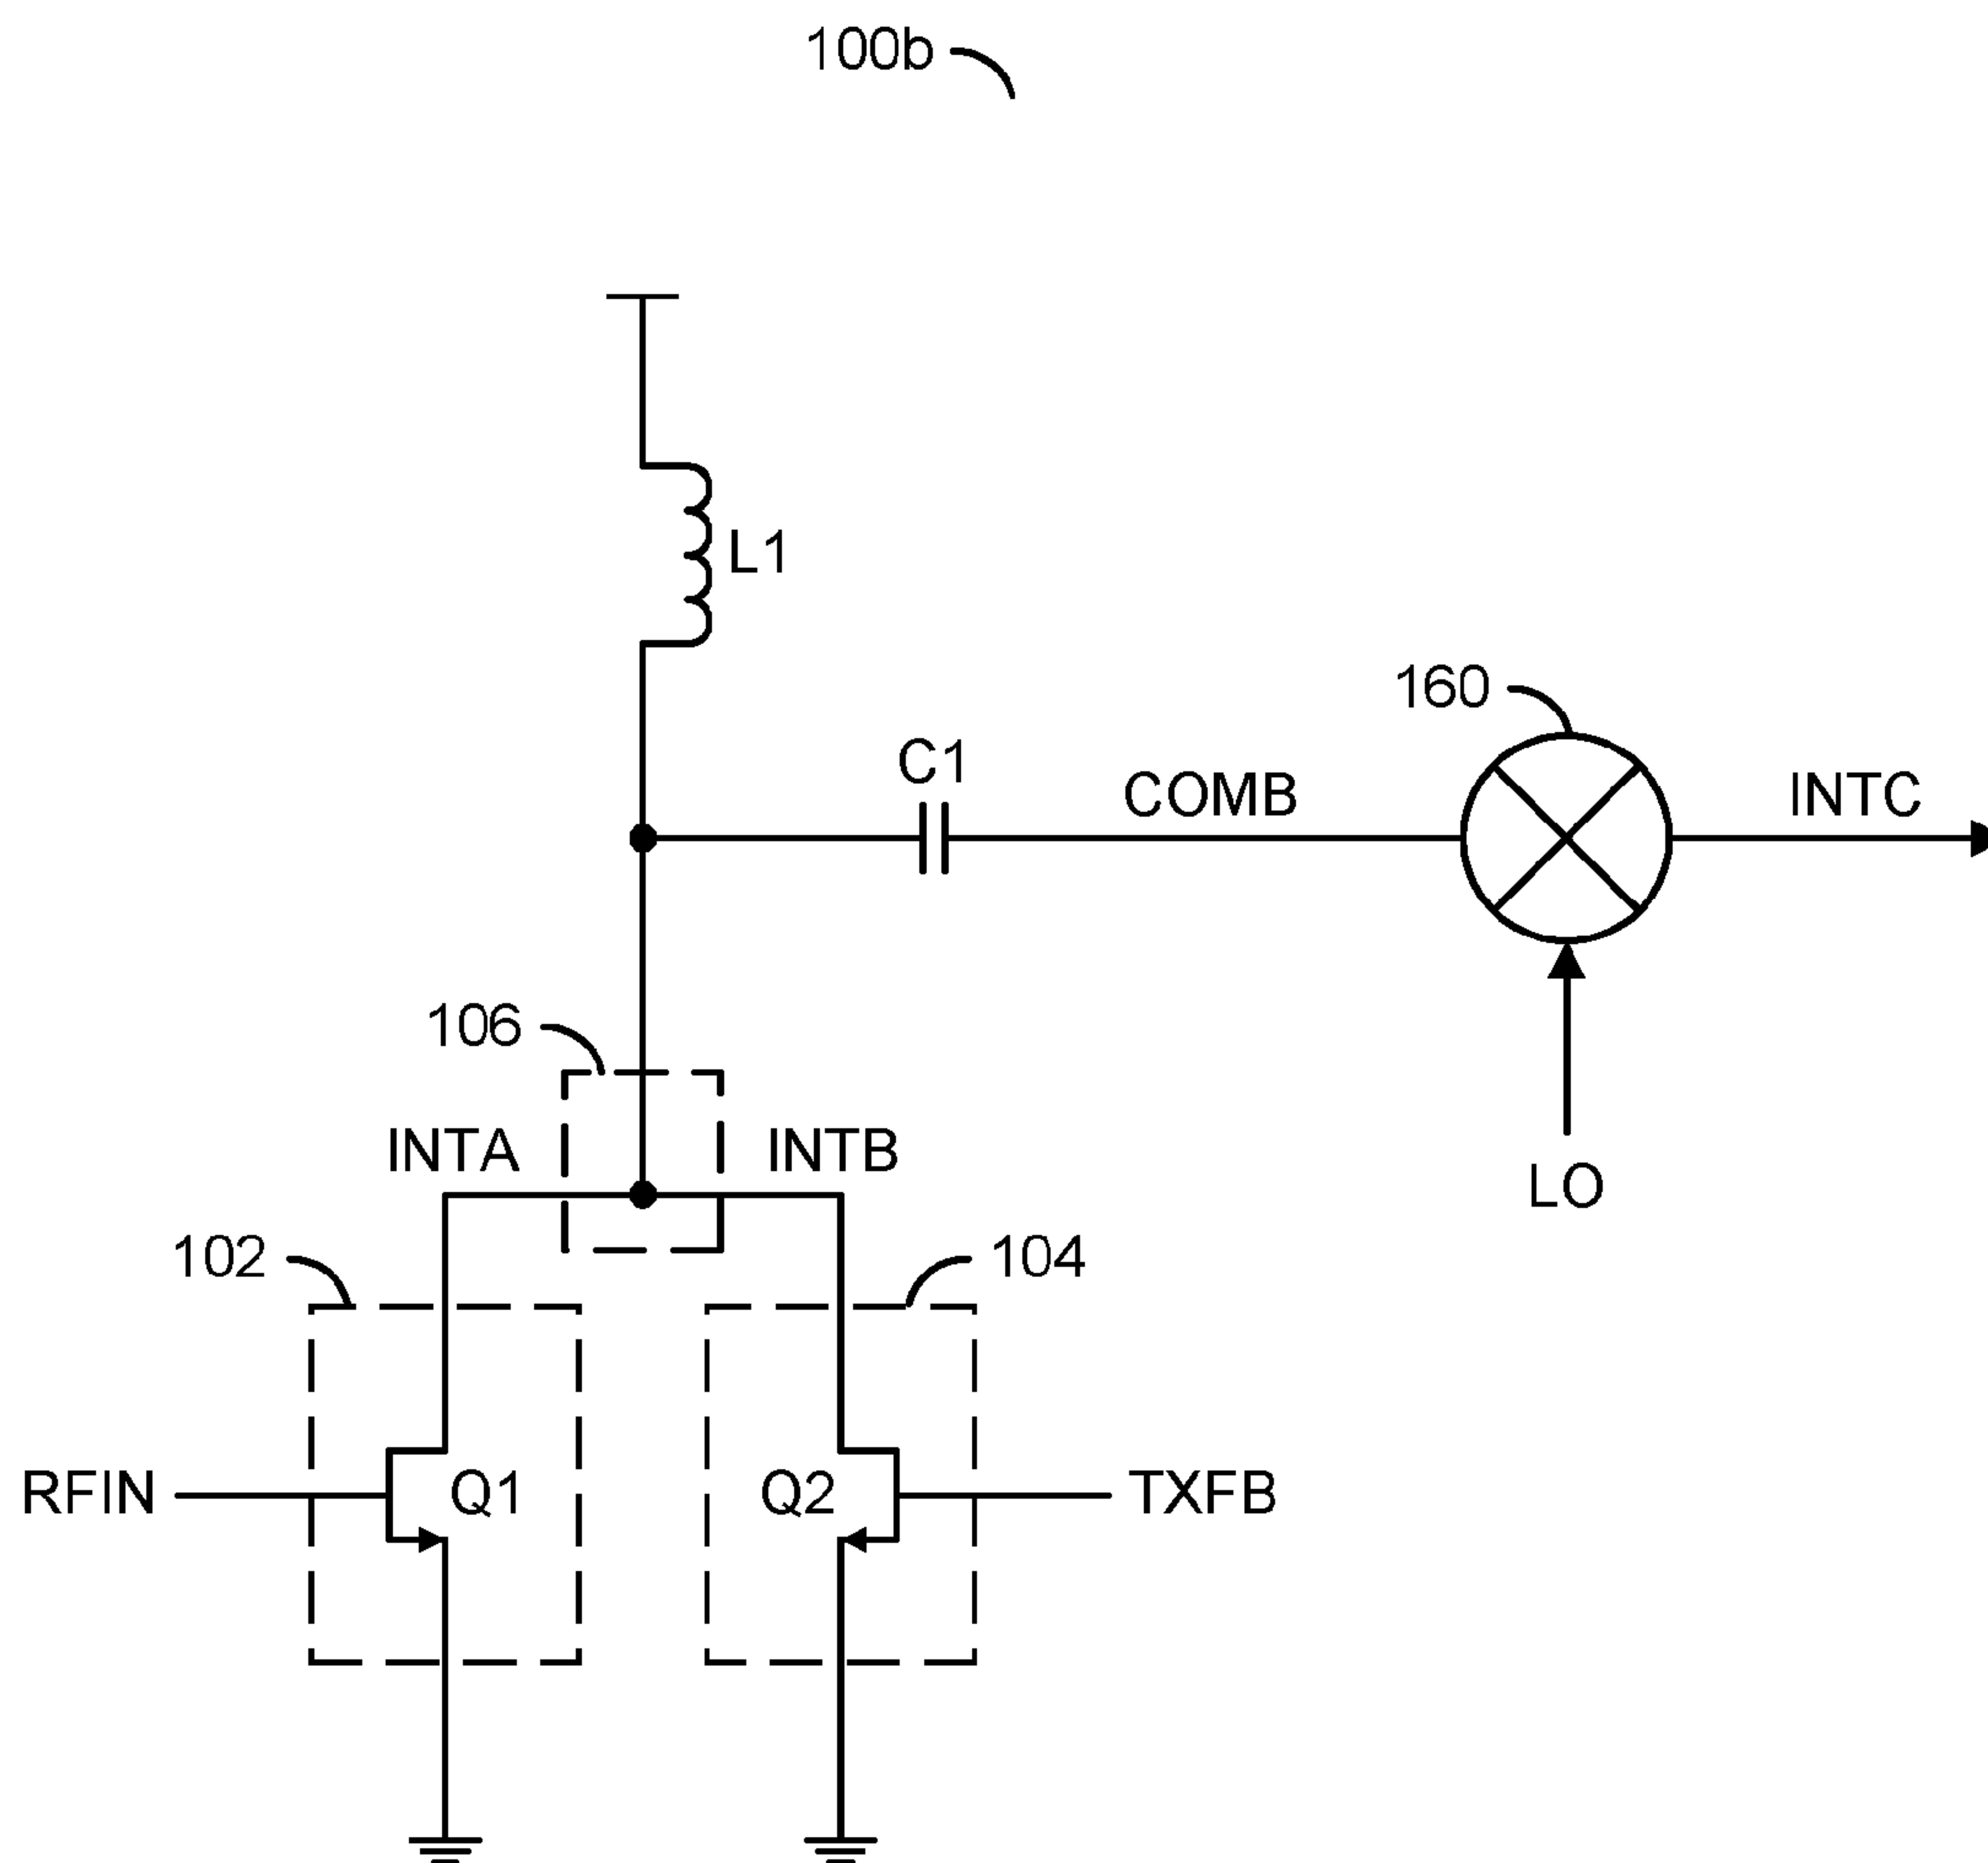 100b
L1
160
C1
COMB
INTC
106
INTA
INTB
LO
102
104
RFIN
Q1
Q2
TXFB